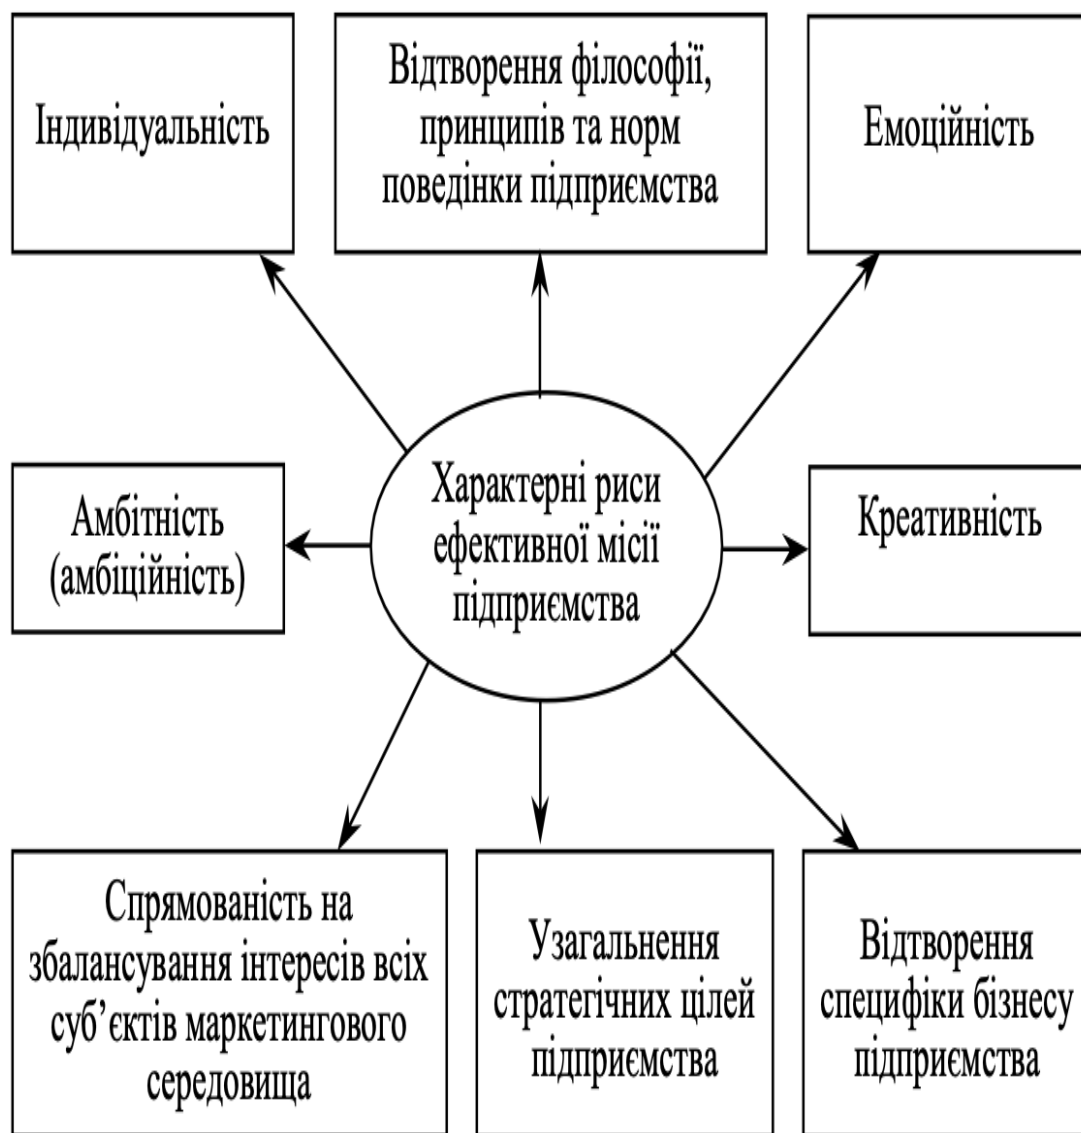 Індивідуальність
Відтворення філософії,
принципів та норм
поведінки підприємства
Емоційність
Амбітність
(амбіційність)
Характерні риси
ефективної місії
підприємства
Креативність
Спрямованість на
збалансування інтересів всіх
суб’єктів маркетингового
середовища
Узагальнення
стратегічних цілей
підприємства
Відтворення
специфіки бізнесу
підприємства